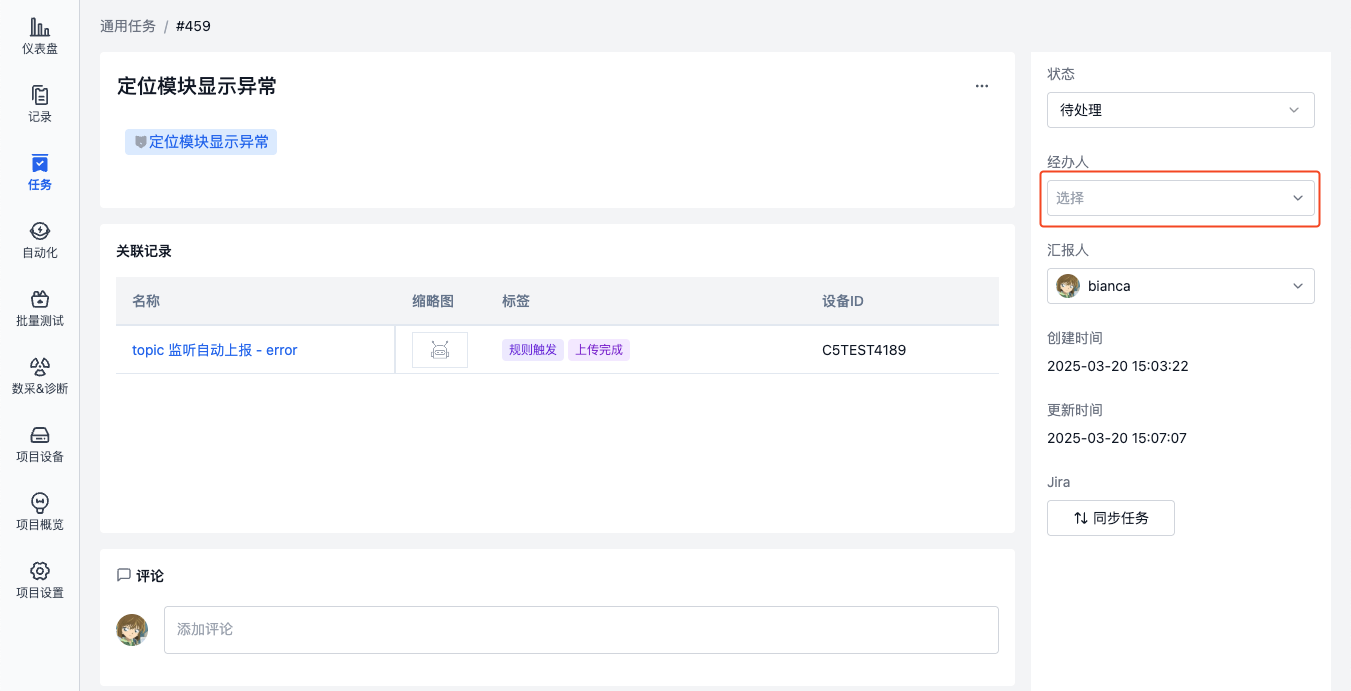 仪表盘
记录
任务
自动化
批量测试
数采&诊断
项目设备
项目概览
项目设置
通用任务 / #459
定位模块显示异常
定位模块显示异常
关联记录
名称 缩略图 标签 设备ID
topic 监听自动上报 - error 规则触发 上传完成 C5TEST4189
评论
添加评论
状态
待处理
经办人
选择
汇报人
bianca
创建时间
2025-03-20 15:03:22
更新时间
2025-03-20 15:07:07
Jira
同步任务